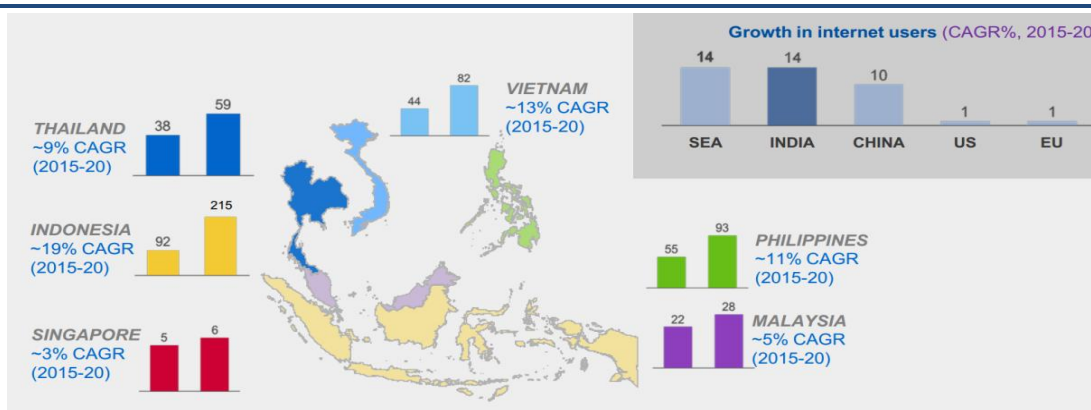 Growth in internet users (CAGR%, 2015-20
14
14
10
1
1
SEA
INDIA
CHINA
US
EU
VIETNAM
~13% CAGR
(2015-20)
44
82
THAILAND
~9% CAGR
(2015-20)
38
59
INDONESIA
~19% CAGR
(2015-20)
92
215
SINGAPORE
~3% CAGR
(2015-20)
5
6
PHILIPPINES
~11% CAGR
(2015-20)
55
93
MALAYSIA
~5% CAGR
(2015-20)
22
28